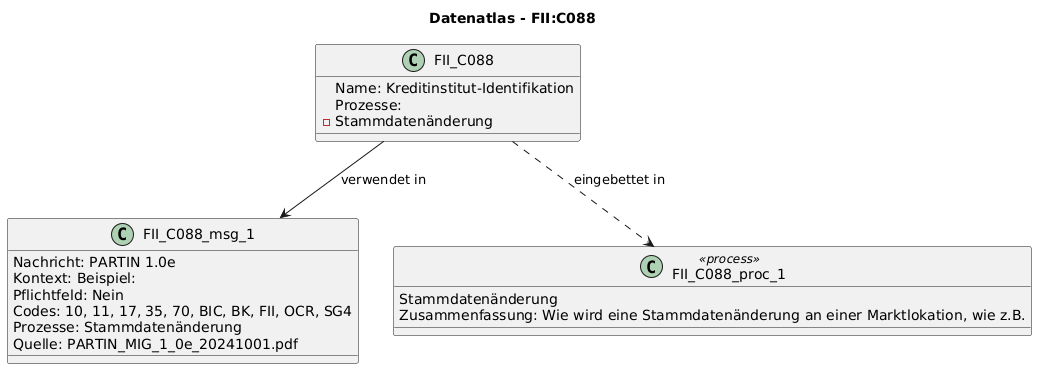 Datenatlas - FII:C088
C FII_C088
Name: Kreditinstitut-Identifikation
Prozesse:
Stammdatenänderung
verwendet in
eingebettet in
C FII_C088_msg_1
Nachricht: PARTIN 1.0e
Kontext: Beispiel:
Pflichtfeld: Nein
Codes: 10, 11, 17, 35, 70, BIC, BK, FII, OCR, SG4
Prozesse: Stammdatenänderung
Quelle: PARTIN_MIG_1_0e_20241001.pdf
«process»
C FII_C088_proc_1
Stammdatenänderung
Zusammenfassung: Wie wird eine Stammdatenänderung an einer Marktlokation, wie z.B.